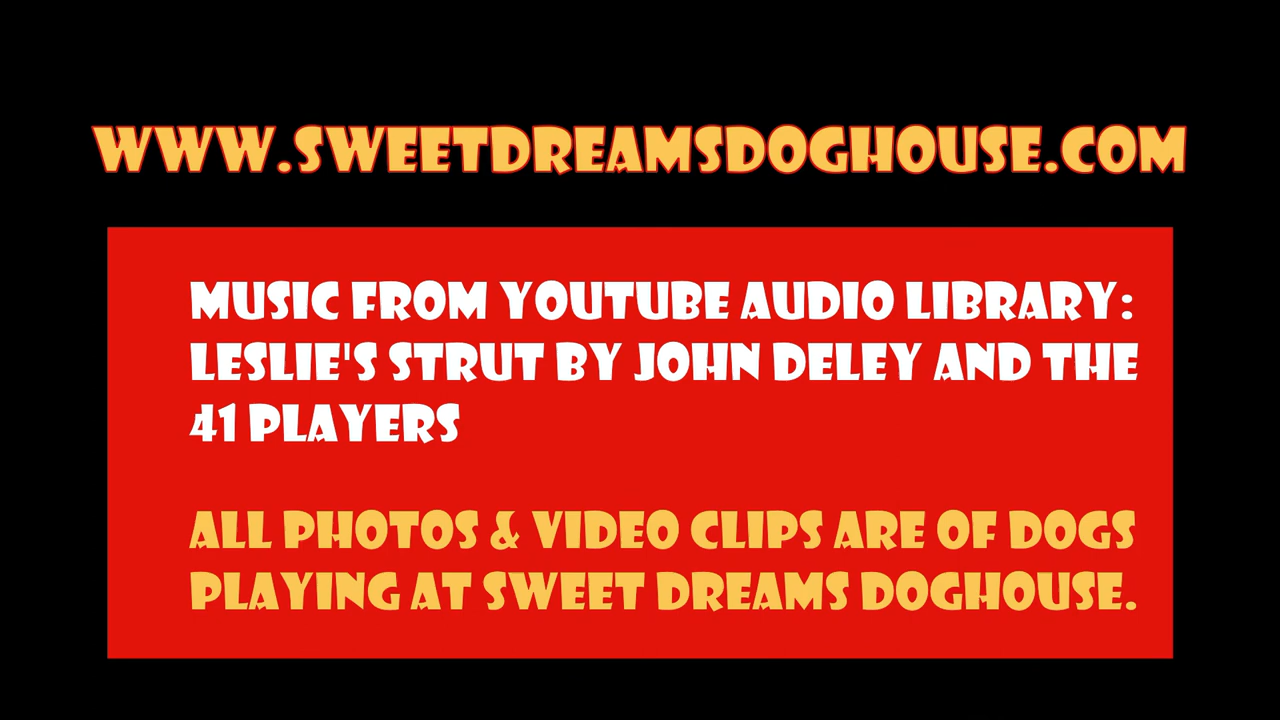 WWW.SWEETDREAMSDOGHOUSE.COM
MUSIC FROM YOUTUBE AUDIO LIBRARY:
LESLIE'S STRUT BY JOHN DELEY AND THE
41 PLAYERS
ALL PHOTOS & VIDEO CLIPS ARE OF DOGS
PLAYING AT SWEET DREAMS DOGHOUSE.